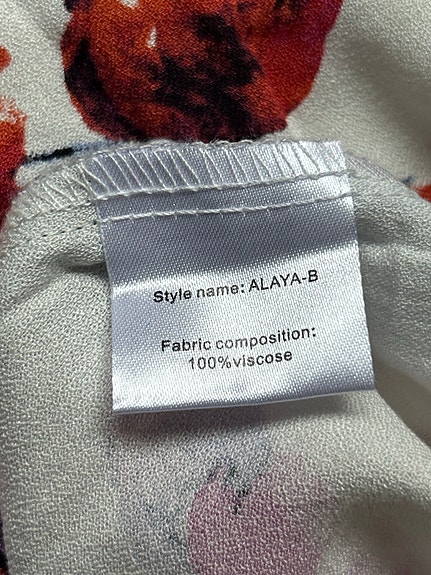 Style name: ALAYA-B
Fabric composition:
100%viscose